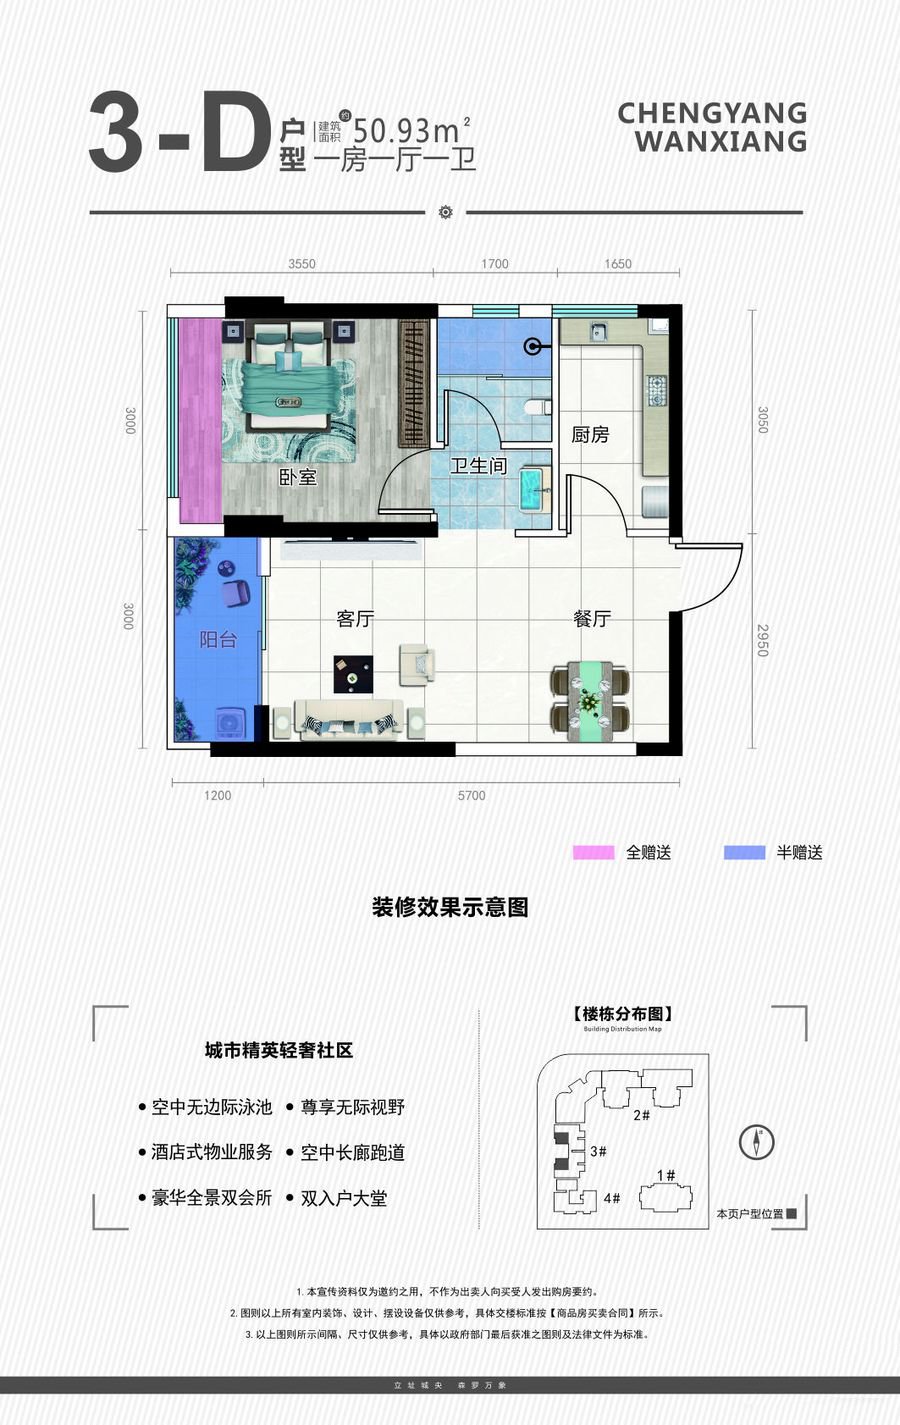 3-D
户型
建筑面积
约
50.93m²
一房一厅一卫
CHENGYANG
WANXIANG
3550
1700
1650
3000
3050
厨房
卫生间
卧室
3000
2950
客厅
餐厅
阳台
1200
5700
全赠送
半赠送
装修效果示意图
城市精英轻奢社区
• 空中无边际泳池
• 尊享无际视野
• 酒店式物业服务
• 空中长廊跑道
• 豪华全景双会所
• 双入户大堂
【楼栋分布图】
Building Distribution Map
2#
3#
北
1#
4#
本页户型位置
1. 本宣传资料仅为邀约之用，不作为出卖人向买受人发出购房要约。
2. 图则以上所有室内装饰、设计、摆设设备仅供参考，具体交楼标准按【商品房买卖合同】所示。
3. 以上图则所示间隔、尺寸仅供参考，具体以政府部门最后获准之图则及法律文件为标准。
立址城央 森罗万象